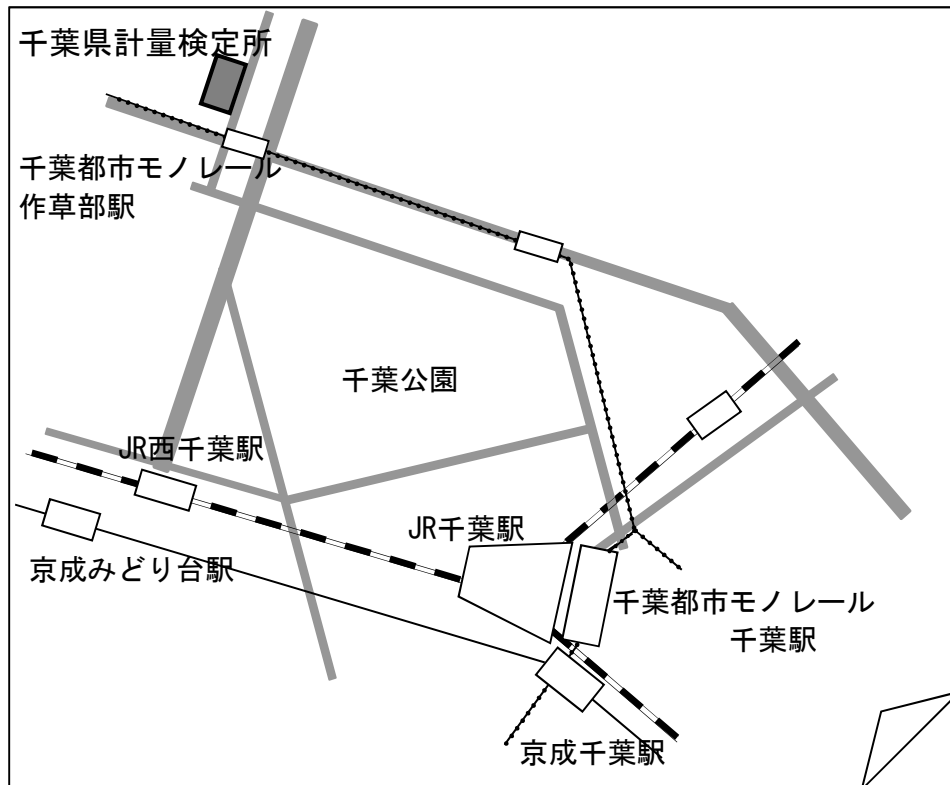 千葉県計量検定所
千葉都市モノレール
作草部駅
千葉公園
JR西千葉駅
JR千葉駅
京成みどり台駅
千葉都市モノレール
千葉駅
京成千葉駅